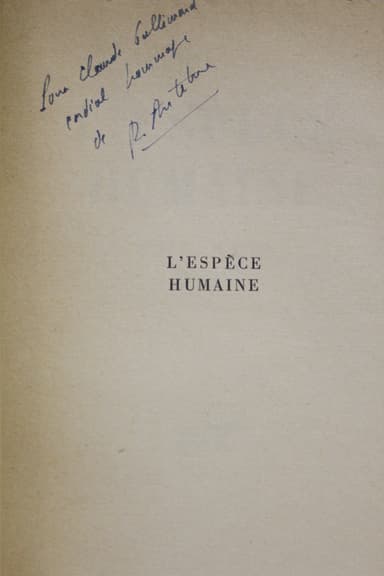 Pour Claude Gallimard
cordial hommage
de R. Antelme
L'ESPÈCE
HUMAINE